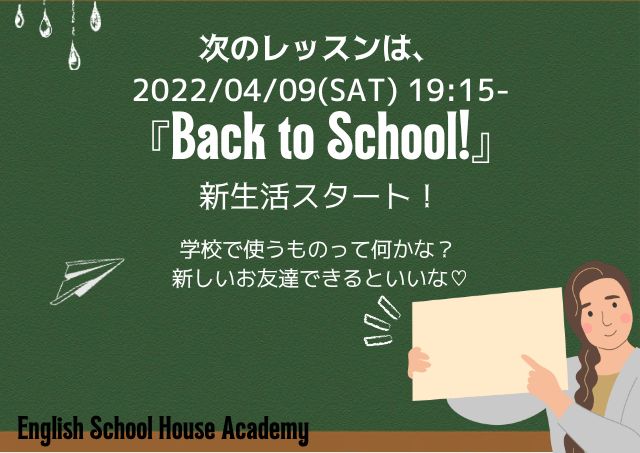 次のレッスンは、
2022/04/09(SAT) 19:15-
『Back to School!』
新生活スタート！
学校で使うものって何かな？
新しいお友達できるといいな♡
English School House Academy